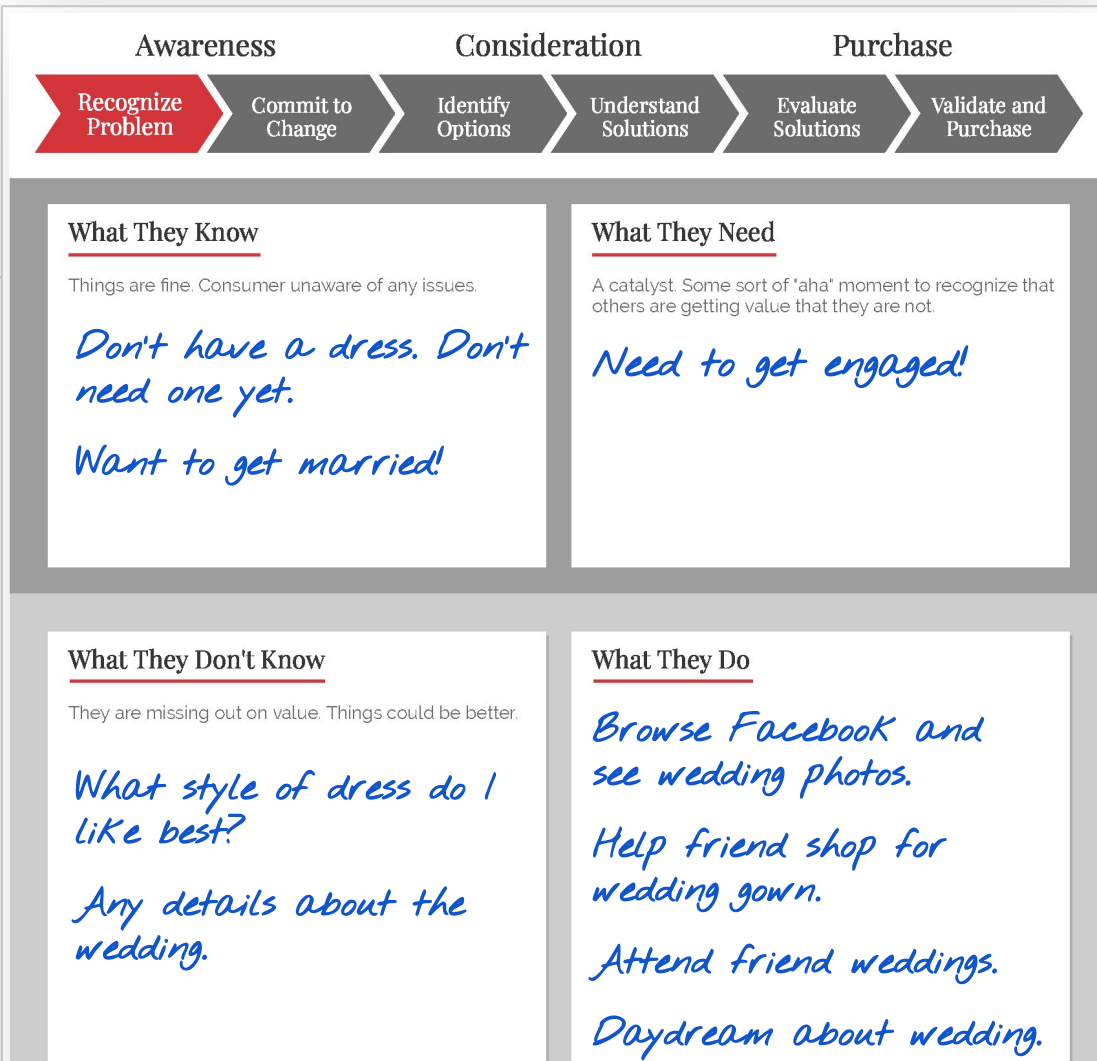 Awareness
Consideration
Purchase
Recognize
Problem
Commit to
Change
Identify
Options
Understand
Solutions
Evaluate
Solutions
Validate and
Purchase
What They Know
Things are fine. Consumer unaware of any issues.
Don't have a dress. Don't
need one yet.
Want to get married!
What They Need
A catalyst. Some sort of "aha" moment to recognize that
others are getting value that they are not.
Need to get engaged!
What They Don't Know
They are missing out on value. Things could be better.
What style of dress do I
like best?
Any details about the
wedding.
What They Do
Browse Facebook and
see wedding photos.
Help friend shop for
wedding gown.
Attend friend weddings.
Daydream about wedding.